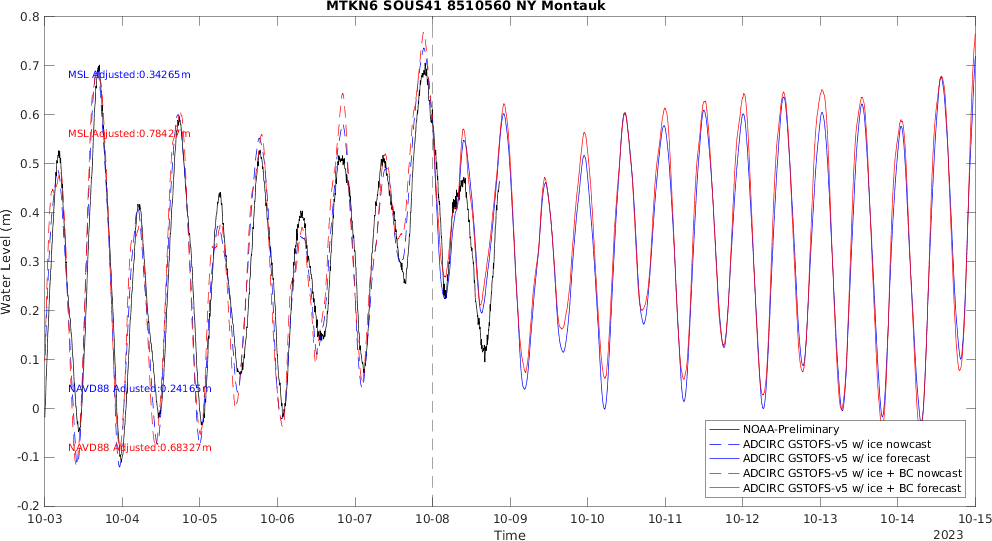 MTKN6 SOUS41 8510560 NY Montauk
0.8
0.7
0.6
0.5
0.4
0.3
0.2
0.1
0
-0.1
-0.2
Water Level (m)
MSL Adjusted:0.34265m
MSL Adjusted:0.78427m
NAVD88 Adjusted:0.24165m
NAVD88 Adjusted:0.68327m
NOAA-Preliminary
ADCIRC GSTOFS-v5 w/ ice nowcast
ADCIRC GSTOFS-v5 w/ ice forecast
ADCIRC GSTOFS-v5 w/ ice + BC nowcast
ADCIRC GSTOFS-v5 w/ ice + BC forecast
10-03 10-04 10-05 10-06 10-07 10-08 10-09 10-10 10-11 10-12 10-13 10-14 10-15
Time
2023